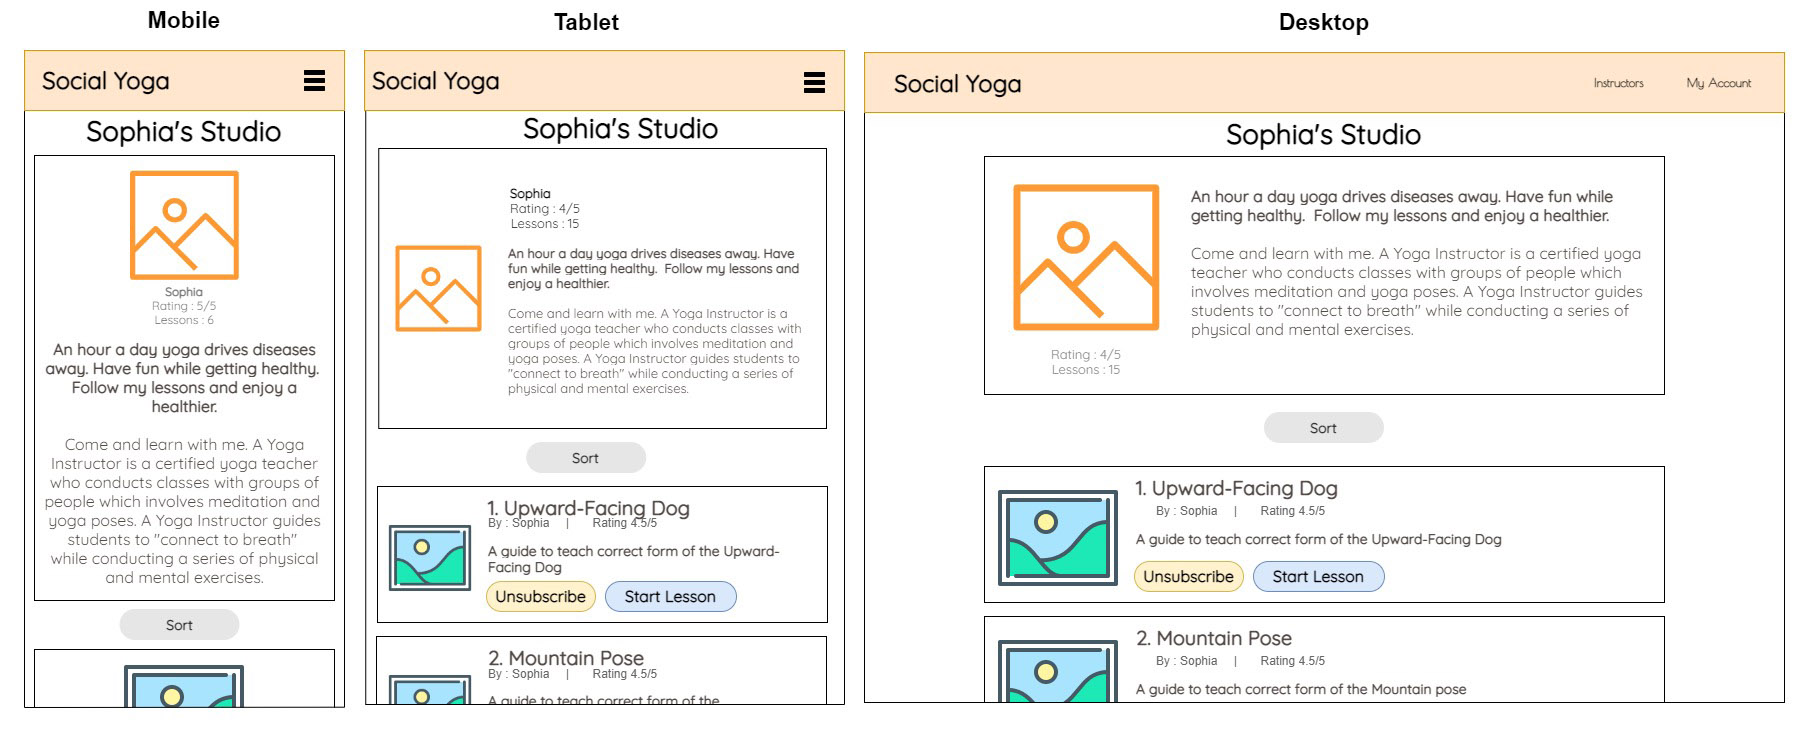 Mobile
Social Yoga
Sophia's Studio
Sophia
Rating : 5/5
Lessons : 6
An hour a day yoga drives diseases
away. Have fun while getting healthy.
Follow my lessons and enjoy a
healthier.
Come and learn with me. A Yoga
Instructor is a certified yoga teacher
who conducts classes with groups of
people which involves meditation and
yoga poses. A Yoga Instructor guides
students to "connect to breath"
while conducting a series of physical
and mental exercises.
Sort
Tablet
Social Yoga
Sophia's Studio
Sophia
Rating : 4/5
Lessons : 15
An hour a day yoga drives diseases away. Have
fun while getting healthy. Follow my lessons and
enjoy a healthier.
Come and learn with me. A Yoga Instructor is a
certified yoga teacher who conducts classes with
groups of people which involves meditation and
yoga poses. A Yoga Instructor guides students to
"connect to breath" while conducting a series of
physical and mental exercises.
Sort
1. Upward-Facing Dog
By : Sophia | Rating 4.5/5
A guide to teach correct form of the Upward-
Facing Dog
Unsubscribe Start Lesson
2. Mountain Pose
By : Sophia | Rating 4.5/5
A guide to teach correct form of the
Desktop
Social Yoga Instructors My Account
Sophia's Studio
An hour a day yoga drives diseases away. Have fun while
getting healthy. Follow my lessons and enjoy a healthier.
Come and learn with me. A Yoga Instructor is a certified yoga
teacher who conducts classes with groups of people which
involves meditation and yoga poses. A Yoga Instructor guides
students to "connect to breath" while conducting a series of
physical and mental exercises.
Rating : 4/5
Lessons : 15
Sort
1. Upward-Facing Dog
By : Sophia | Rating 4.5/5
A guide to teach correct form of the Upward-Facing Dog
Unsubscribe Start Lesson
2. Mountain Pose
By : Sophia | Rating 4.5/5
A guide to teach correct form of the Mountain pose